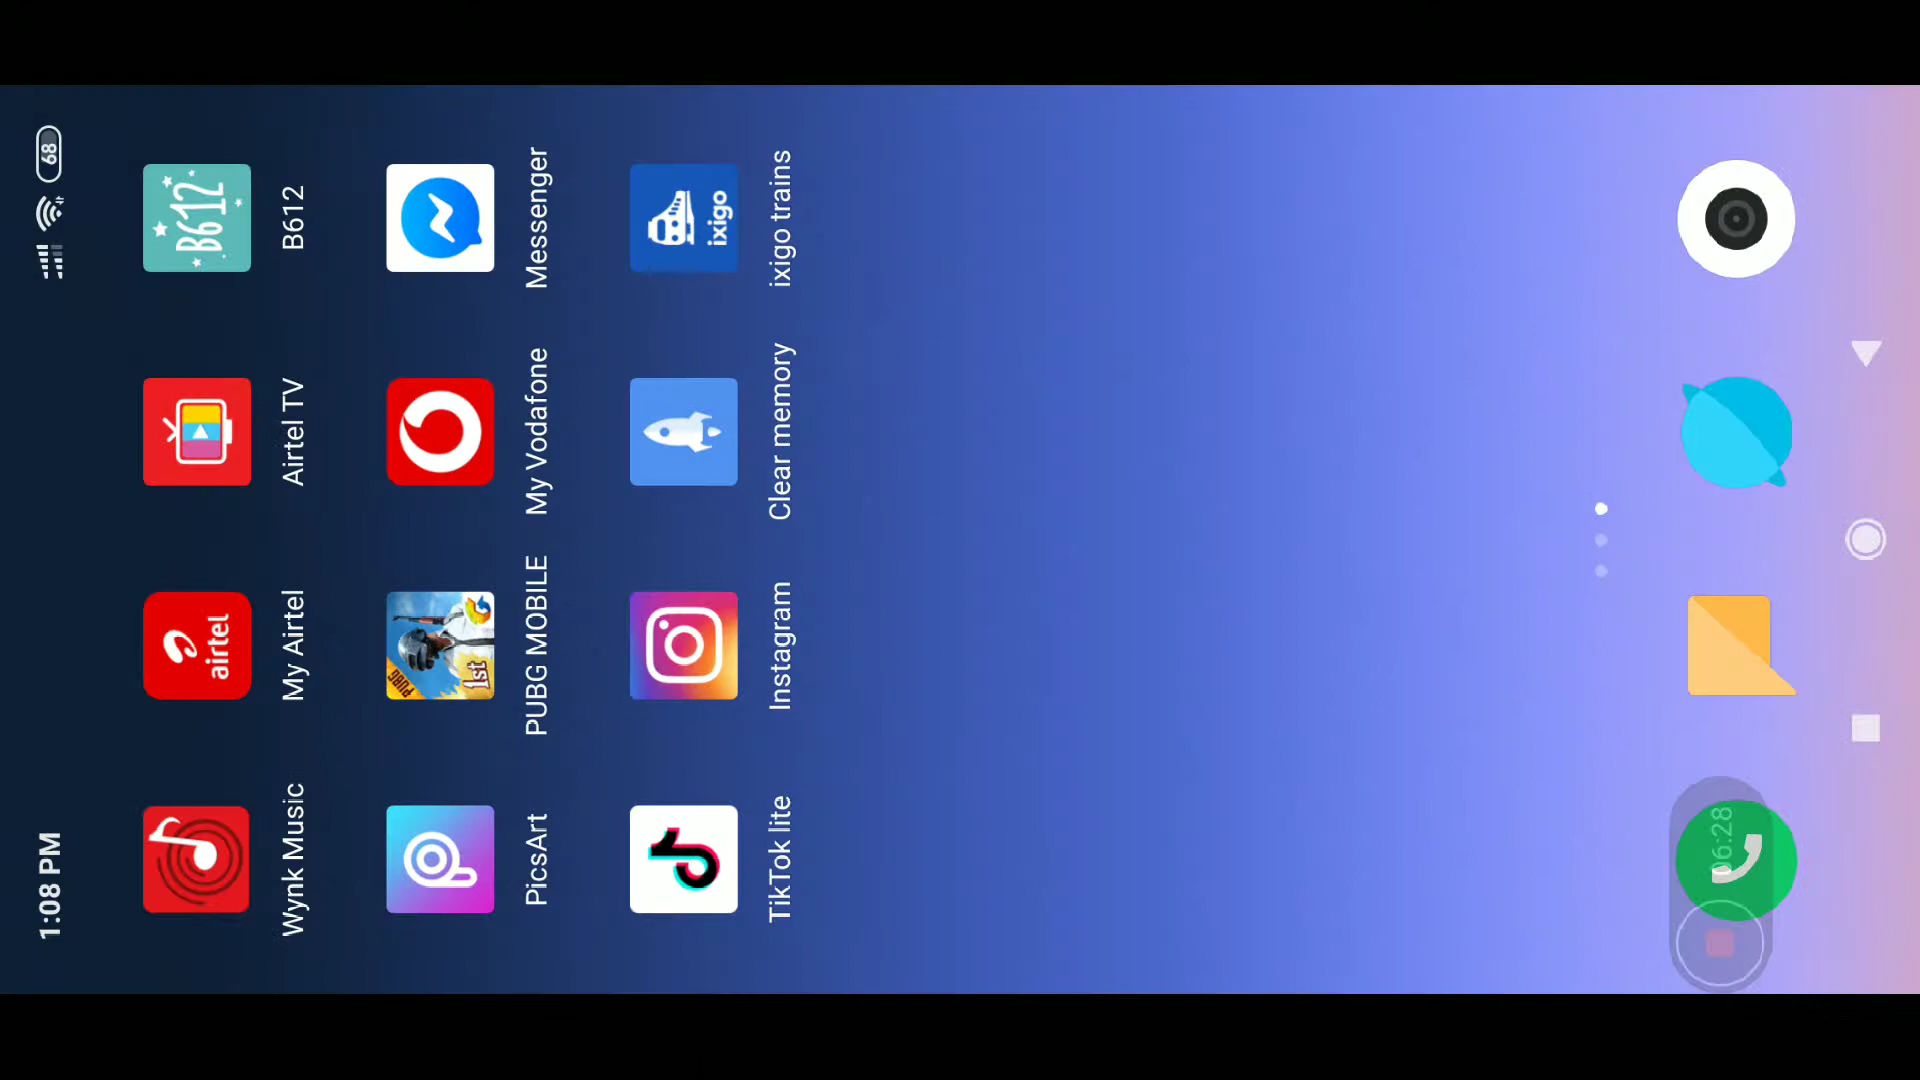 1:08 PM
68
airtel
B612
Wynk Music
My Airtel
Airtel TV
B612
PUBG
1st
PicsArt
PUBG MOBILE
My Vodafone
Messenger
ixigo
TikTok lite
Instagram
Clear memory
ixigo trains
06:28